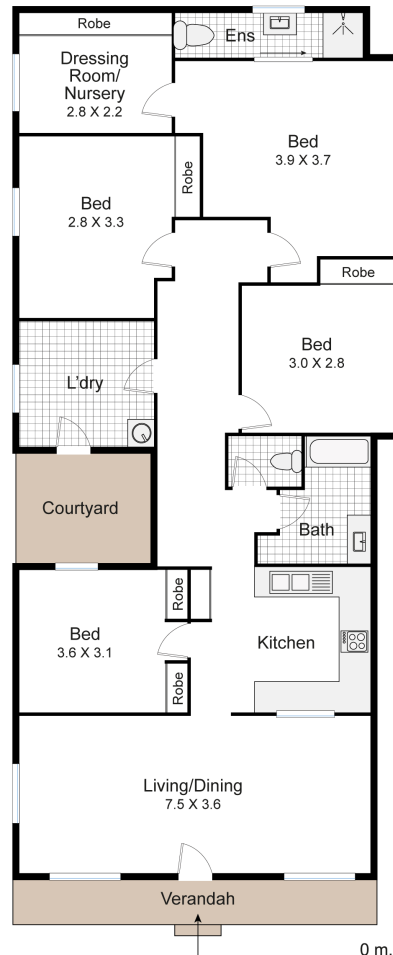 Robe
Ens
Dressing
Room/
Nursery
2.8 X 2.2
Bed
3.9 X 3.7
Robe
Bed
2.8 X 3.3
Robe
Bed
3.0 X 2.8
L'dry
Courtyard
Bath
Robe
Bed
3.6 X 3.1
Kitchen
Robe
Living/Dining
7.5 X 3.6
Verandah
0 m.